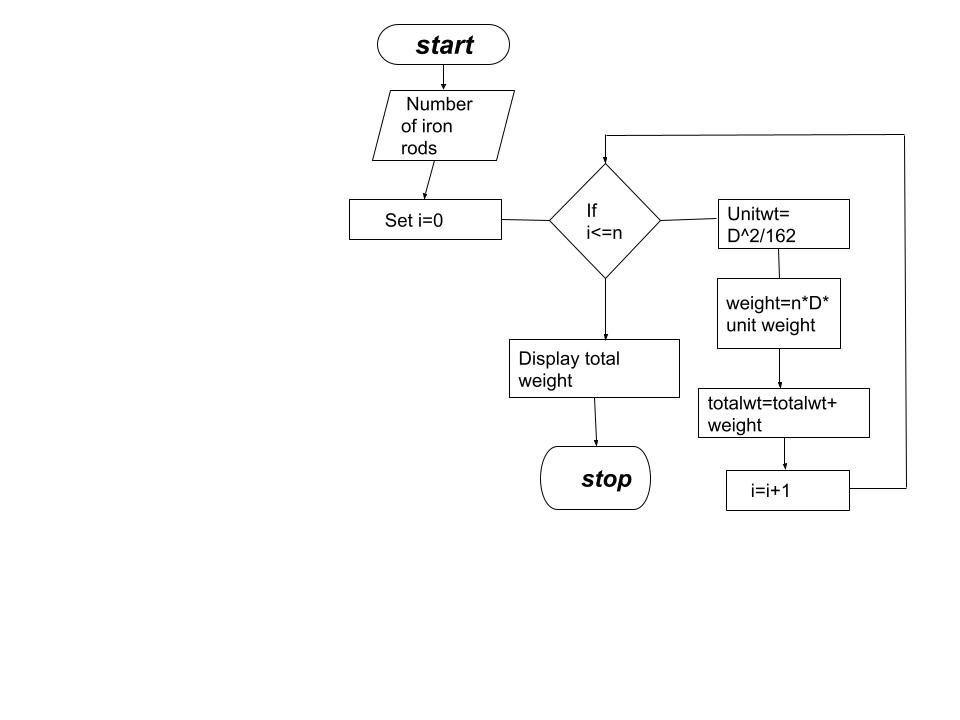 start
Number
of iron
rods
Set i=0
If
i<=n
Unitwt=
D^2/162
weight=n*D*
unit weight
totalwt=totalwt+
weight
i=i+1
Display total
weight
stop